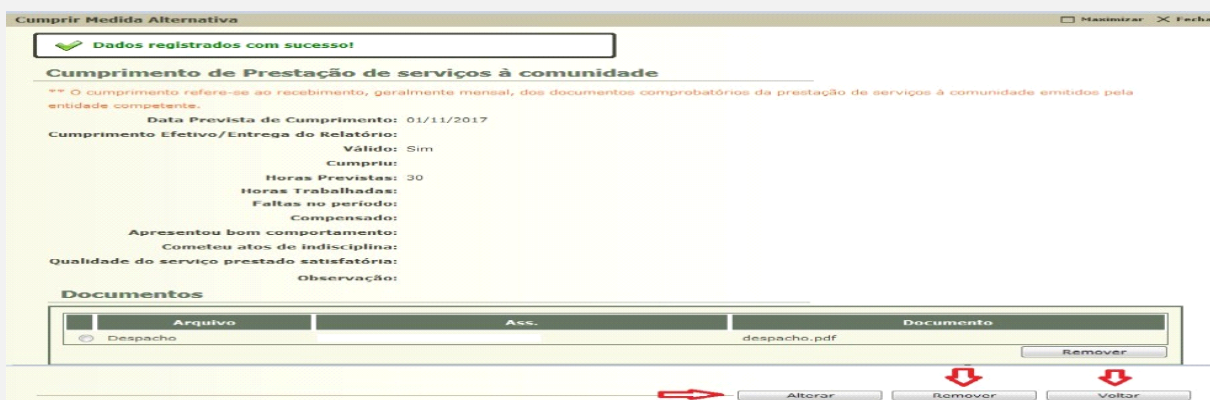 Cumprir Medida Alternativa Maximizar Fecha
Dados registrados com sucesso!
Cumprimento de Prestação de serviços à comunidade
** O cumprimento refere-se ao recebimento, geralmente mensal, dos documentos comprobatórios da prestação de serviços à comunidade emitidos pela
entidade competente.
Data Prevista de Cumprimento: 01/11/2017
Cumprimento Efetivo/Entrega do Relatório:
Válido: Sim
Cumpriu:
Horas Previstas: 30
Horas Trabalhadas:
Faltas no período:
Compensado:
Apresentou bom comportamento:
Cometeu atos de indisciplina:
Qualidade do serviço prestado satisfatória:
Observação:
Documentos
Arquivo Ass. Documento
Despacho despacho.pdf
Remover
Alterar Remover Voltar